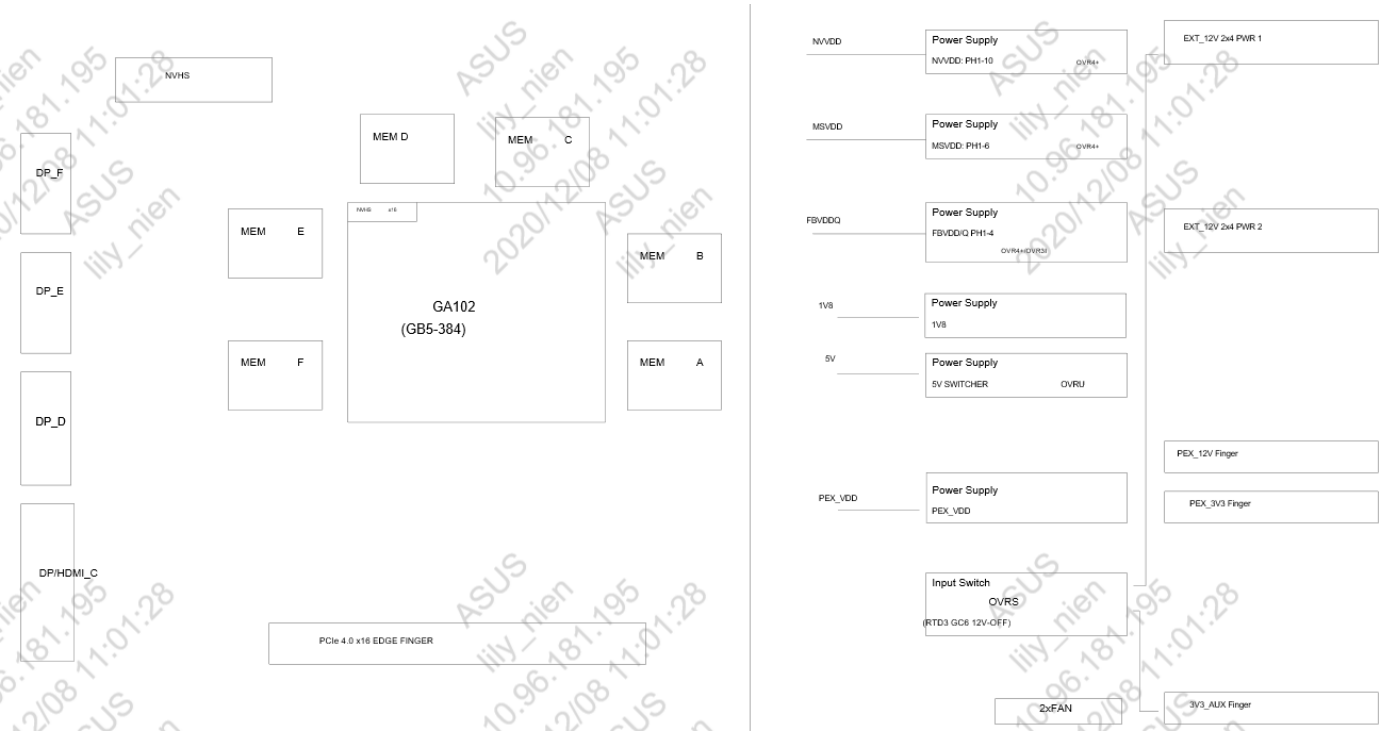 NVHS
DP_F
DP_E
DP_D
DP/HDMI_C
MEM D
MEM C
MEM E
MEM B
MEM F
MEM A
NVHS x16
GA102
(GB5-384)
PCIe 4.0 x16 EDGE FINGER
NVVDD
Power Supply
NVVDD: PH1-10 OVR4+
MSVDD
Power Supply
MSVDD: PH1-6 OVR4+
FBVDDQ
Power Supply
FBVDD/Q PH1-4
OVR4+/OVR3I
1V8
Power Supply
1V8
5V
Power Supply
5V SWITCHER OVRU
PEX_VDD
Power Supply
PEX_VDD
Input Switch
OVRS
(RTD3 GC6 12V-OFF)
2xFAN
EXT_12V 2x4 PWR 1
EXT_12V 2x4 PWR 2
PEX_12V Finger
PEX_3V3 Finger
3V3_AUX Finger
ASUS
lily_nien
10.96.181.195
2020/12/08 11:01:28